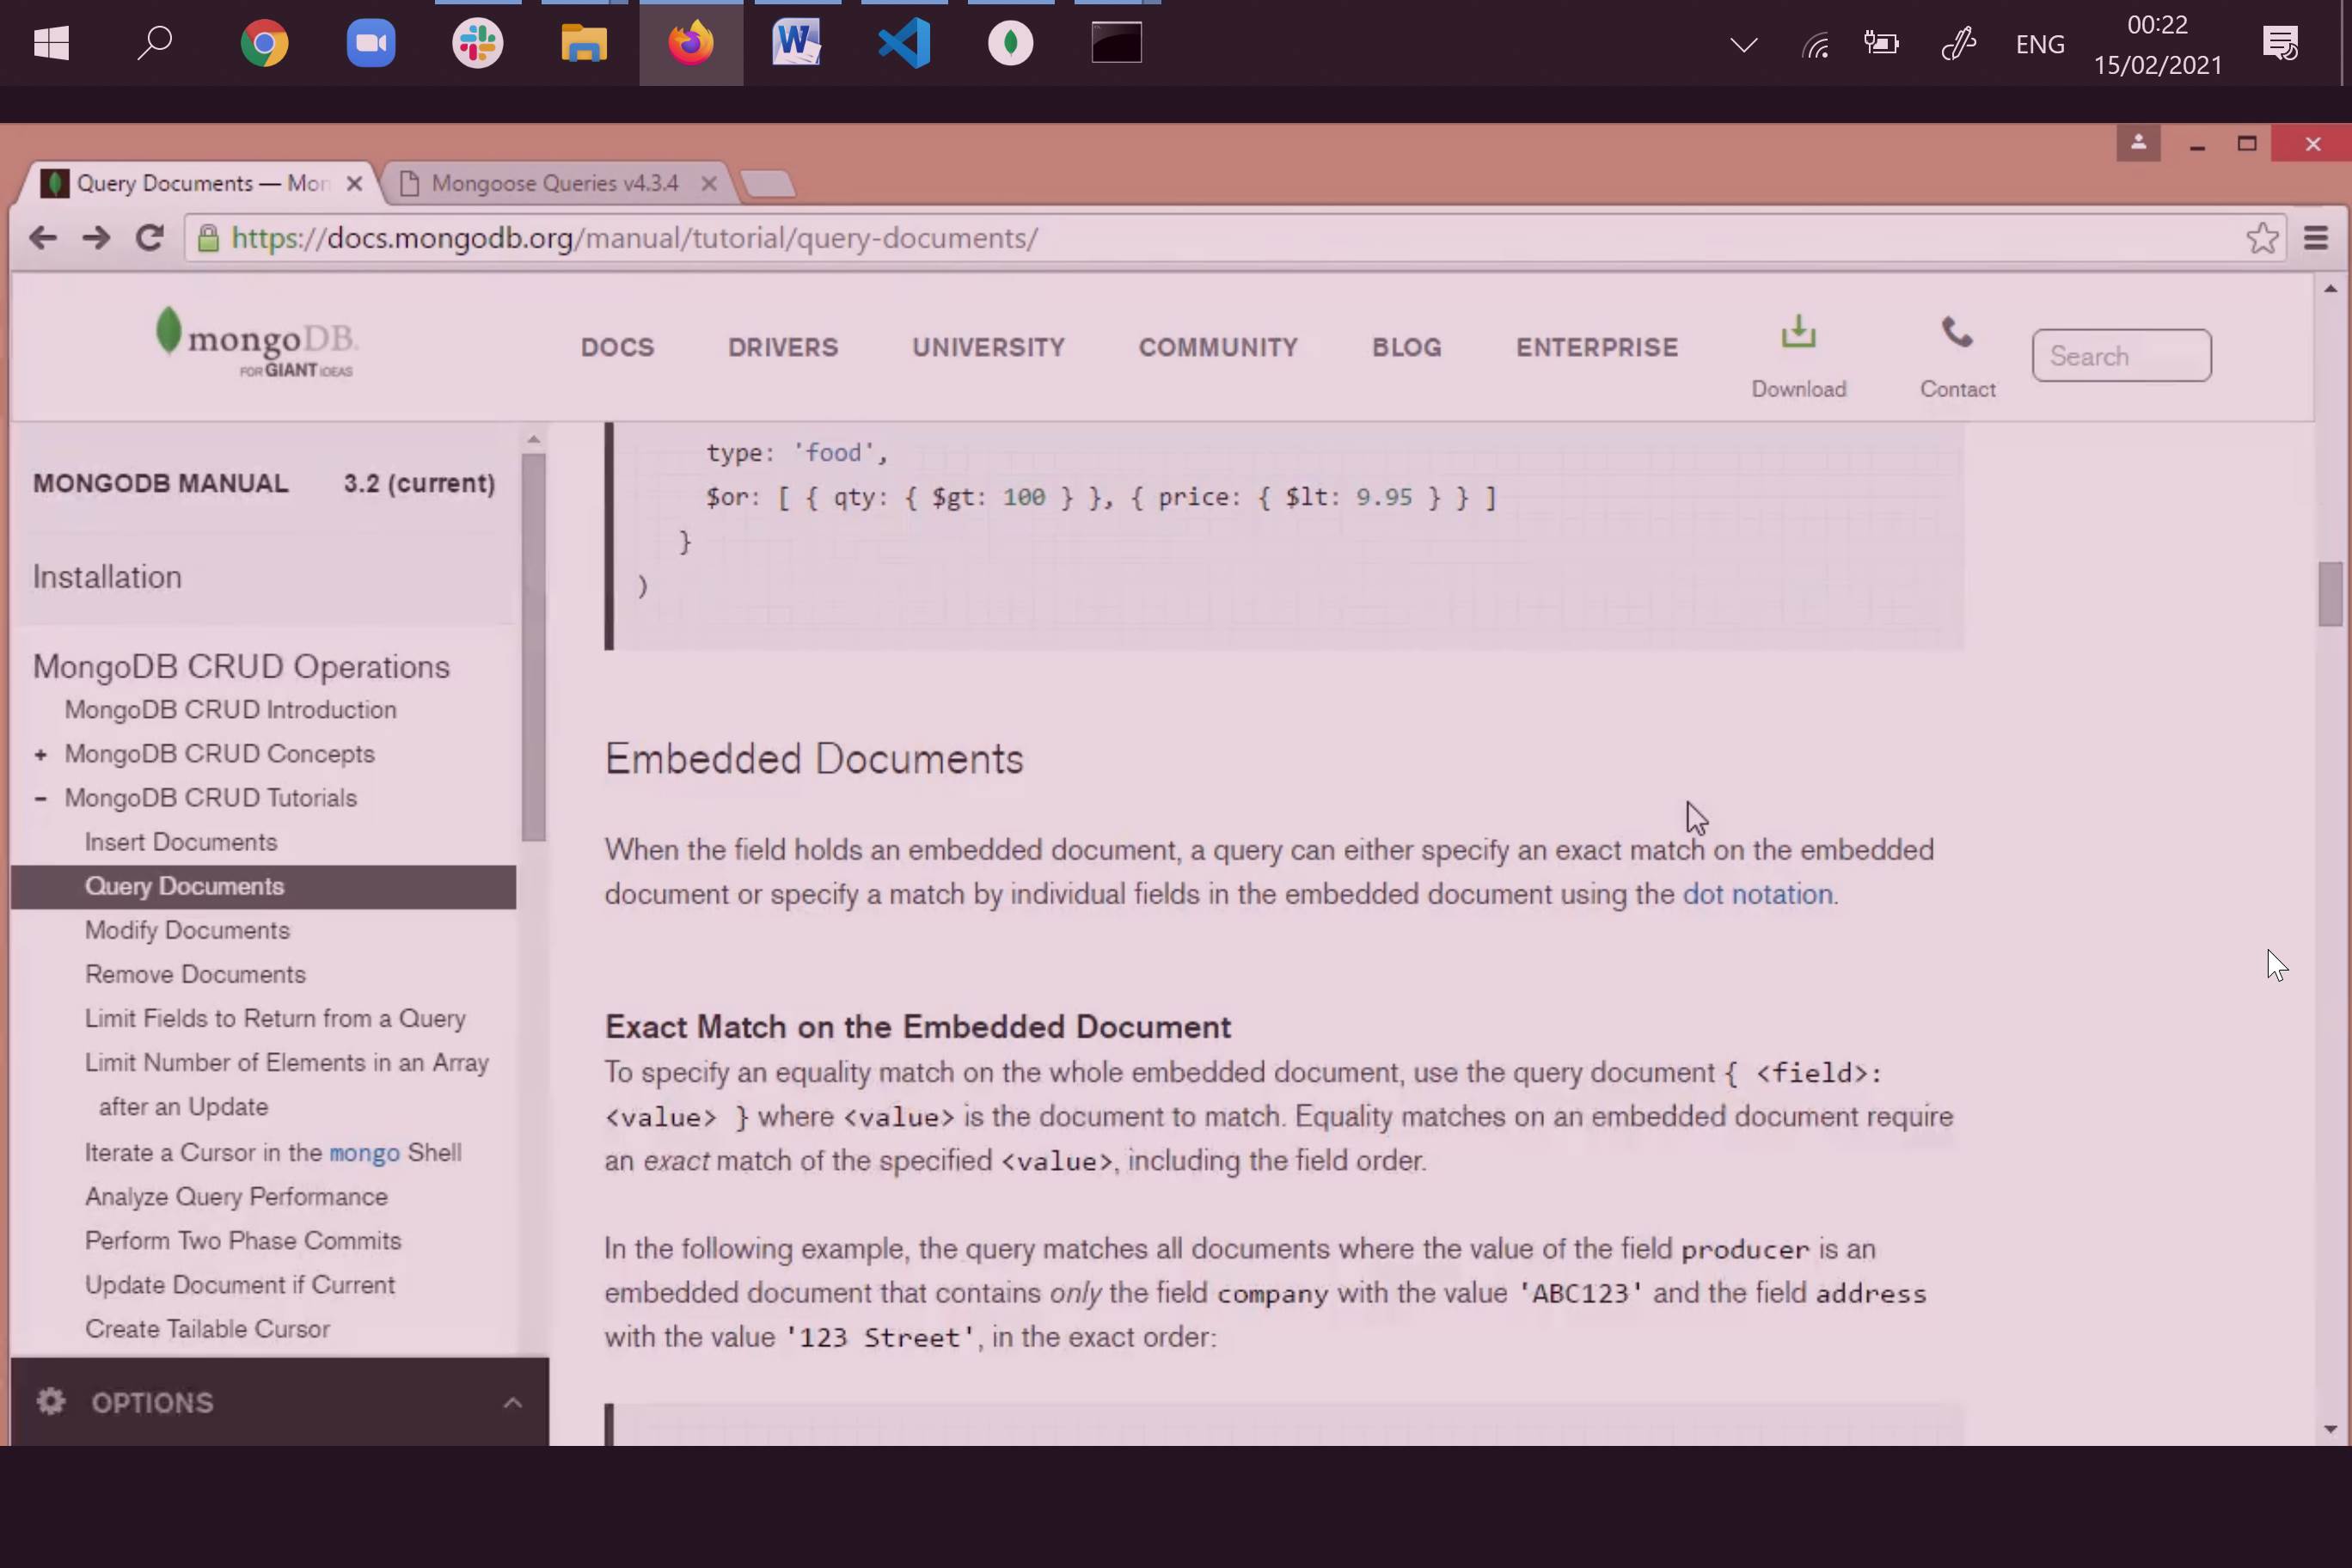 ENG
00:22
15/02/2021
Query Documents — Mon
Mongoose Queries v4.3.4
https://docs.mongodb.org/manual/tutorial/query-documents/
mongoDB.
FOR GIANT IDEAS
DOCS
DRIVERS
UNIVERSITY
COMMUNITY
BLOG
ENTERPRISE
Download
Contact
Search
MONGODB MANUAL 3.2 (current)
Installation
MongoDB CRUD Operations
MongoDB CRUD Introduction
+ MongoDB CRUD Concepts
- MongoDB CRUD Tutorials
Insert Documents
Query Documents
Modify Documents
Remove Documents
Limit Fields to Return from a Query
Limit Number of Elements in an Array
after an Update
Iterate a Cursor in the mongo Shell
Analyze Query Performance
Perform Two Phase Commits
Update Document if Current
Create Tailable Cursor
OPTIONS
type: 'food',
$or: [ { qty: { $gt: 100 } }, { price: { $lt: 9.95 } } ]
}
)
Embedded Documents
When the field holds an embedded document, a query can either specify an exact match on the embedded
document or specify a match by individual fields in the embedded document using the dot notation.
Exact Match on the Embedded Document
To specify an equality match on the whole embedded document, use the query document { <field>:
<value> } where <value> is the document to match. Equality matches on an embedded document require
an exact match of the specified <value>, including the field order.
In the following example, the query matches all documents where the value of the field producer is an
embedded document that contains only the field company with the value 'ABC123' and the field address
with the value '123 Street', in the exact order: